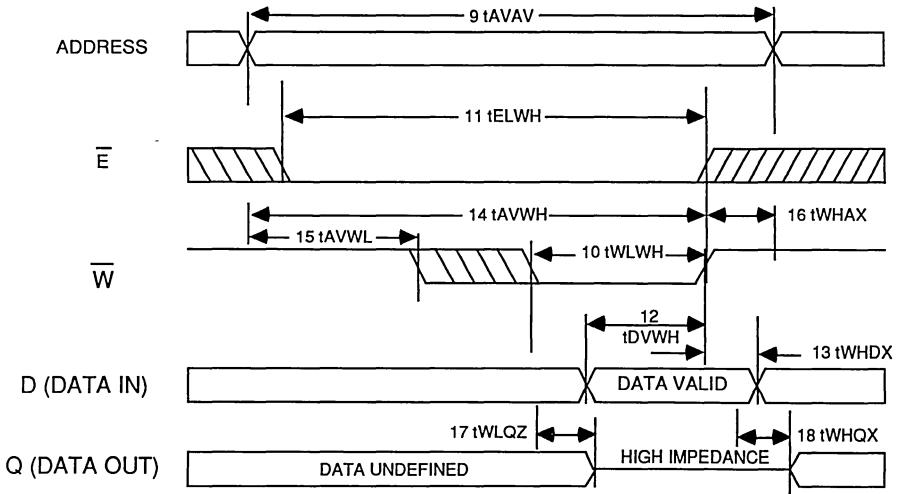 9 tAVAV
ADDRESS
11 tELWH
E
14 tAVWH
16 tWHAX
15 tAVWL
10 tWLWH
W
12
tDVWH
13 tWHDX
D (DATA IN)
DATA VALID
17 tWLQZ
18 tWHQX
Q (DATA OUT)
DATA UNDEFINED
HIGH IMPEDANCE